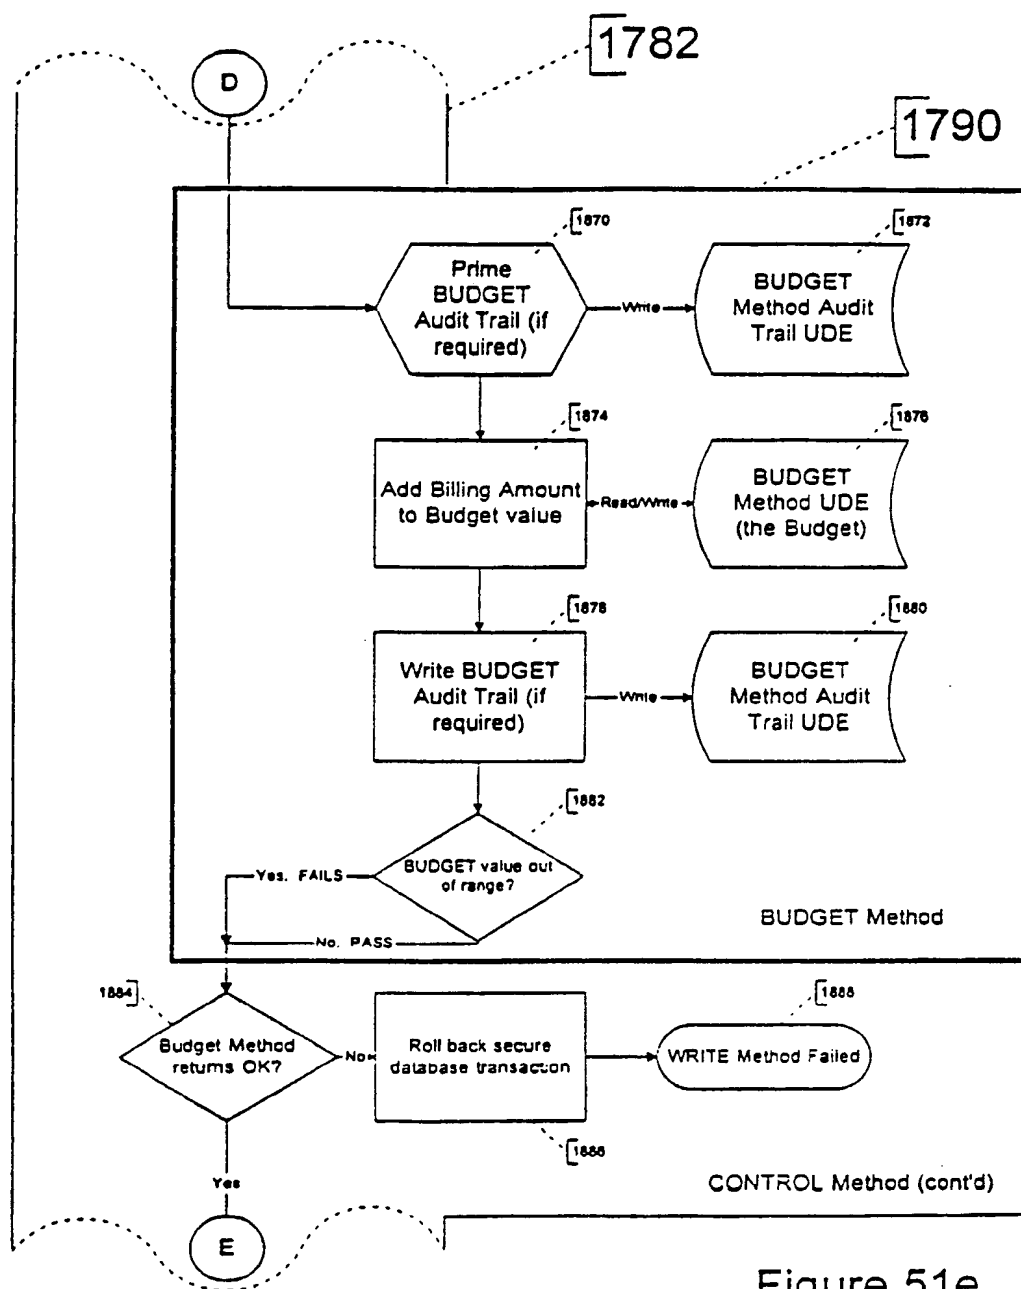 1782
D
1790
1870
1872
Prime
BUDGET
Audit Trail (if
required)
Write
BUDGET
Method Audit
Trail UDE
1874
1876
Add Billing Amount
to Budget value
Read/Write
BUDGET
Method UDE
(the Budget)
1878
1880
Write BUDGET
Audit Trail (if
required)
Write
BUDGET
Method Audit
Trail UDE
1882
BUDGET value out
of range?
Yes, FAILS
No, PASS
BUDGET Method
1884
1888
Budget Method
returns OK?
No
Roll back secure
database transaction
WRITE Method Failed
1886
Yes
CONTROL Method (cont'd)
E
Figure 51e